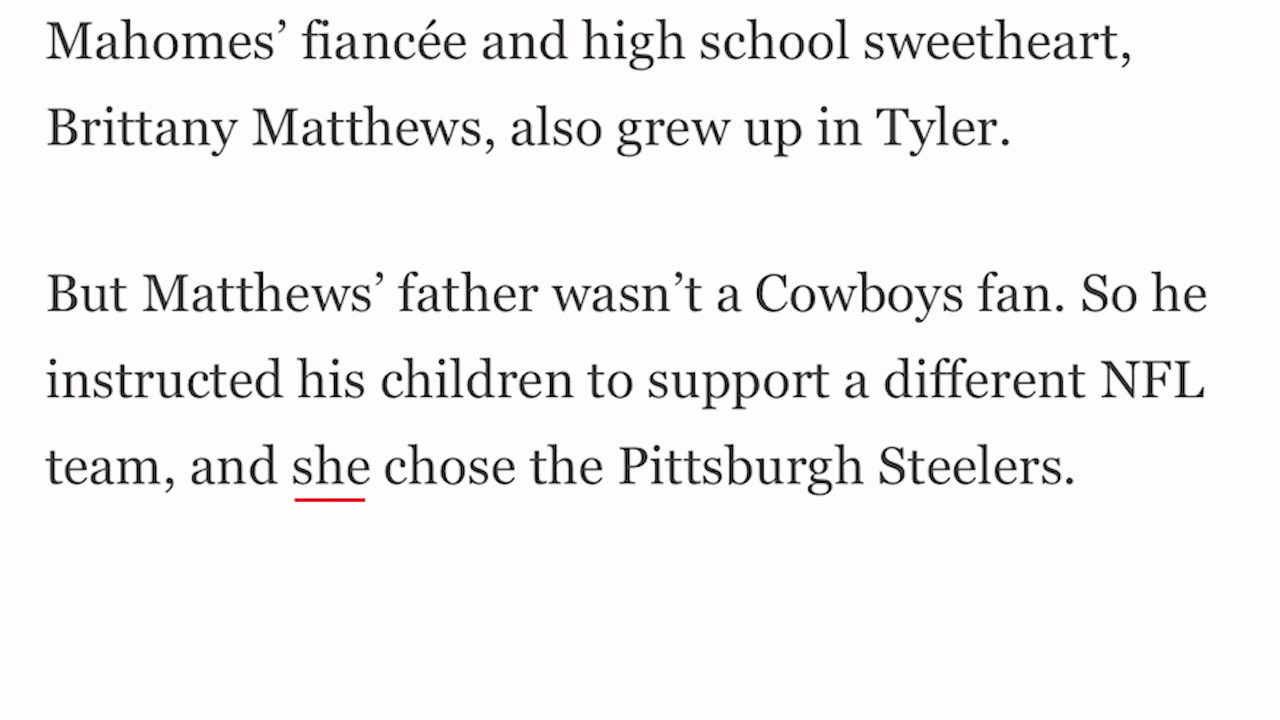 Mahomes’ fiancée and high school sweetheart,
Brittany Matthews, also grew up in Tyler.
But Matthews’ father wasn’t a Cowboys fan. So he
instructed his children to support a different NFL
team, and she chose the Pittsburgh Steelers.